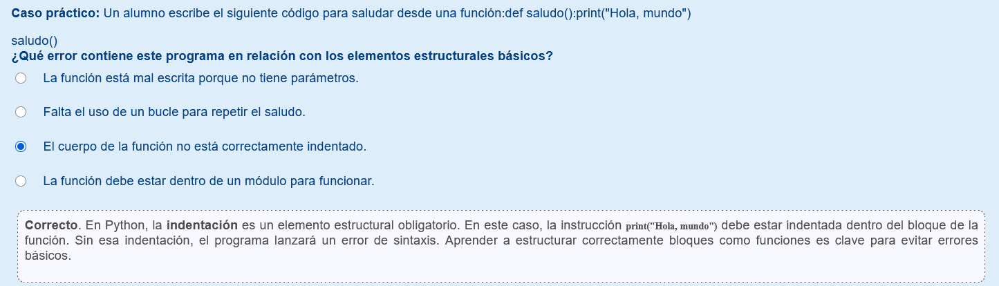 Caso práctico: Un alumno escribe el siguiente código para saludar desde una función:def saludo():print("Hola, mundo")
saludo()
¿Qué error contiene este programa en relación con los elementos estructurales básicos?
La función está mal escrita porque no tiene parámetros.
Falta el uso de un bucle para repetir el saludo.
El cuerpo de la función no está correctamente indentado.
La función debe estar dentro de un módulo para funcionar.
Correcto. En Python, la indentación es un elemento estructural obligatorio. En este caso, la instrucción print("Hola, mundo") debe estar indentada dentro del bloque de la
función. Sin esa indentación, el programa lanzará un error de sintaxis. Aprender a estructurar correctamente bloques como funciones es clave para evitar errores
básicos.